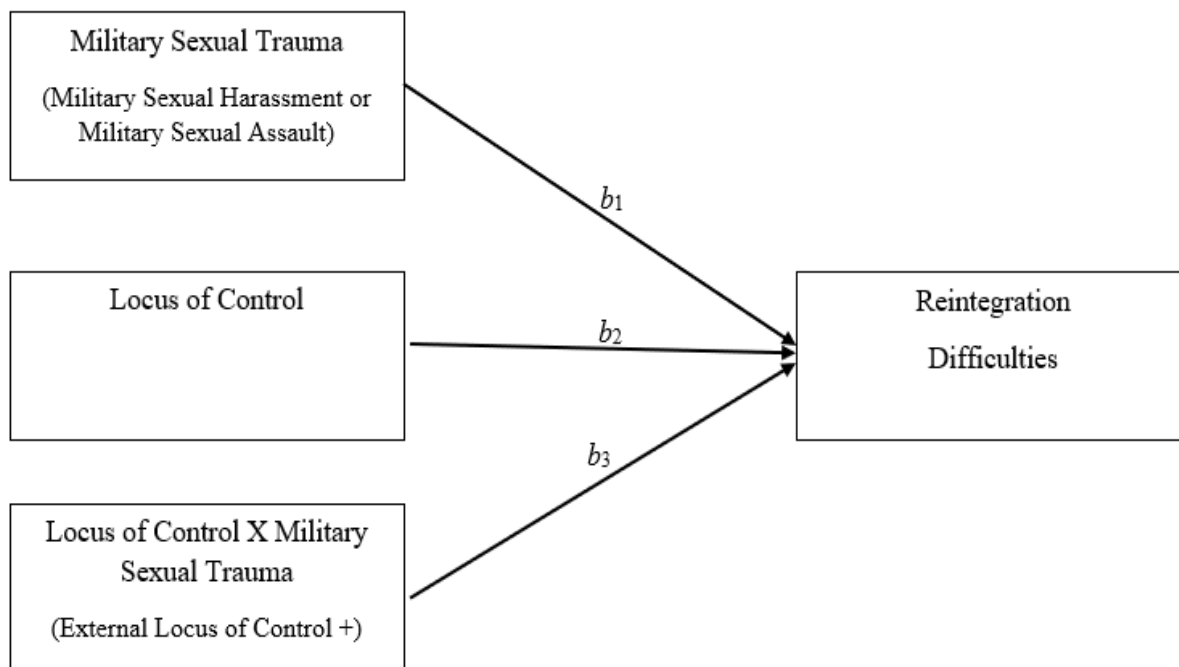 Military Sexual Trauma
(Military Sexual Harassment or
Military Sexual Assault)
b1
Locus of Control
b2
Reintegration
Difficulties
b3
Locus of Control X Military
Sexual Trauma
(External Locus of Control +)